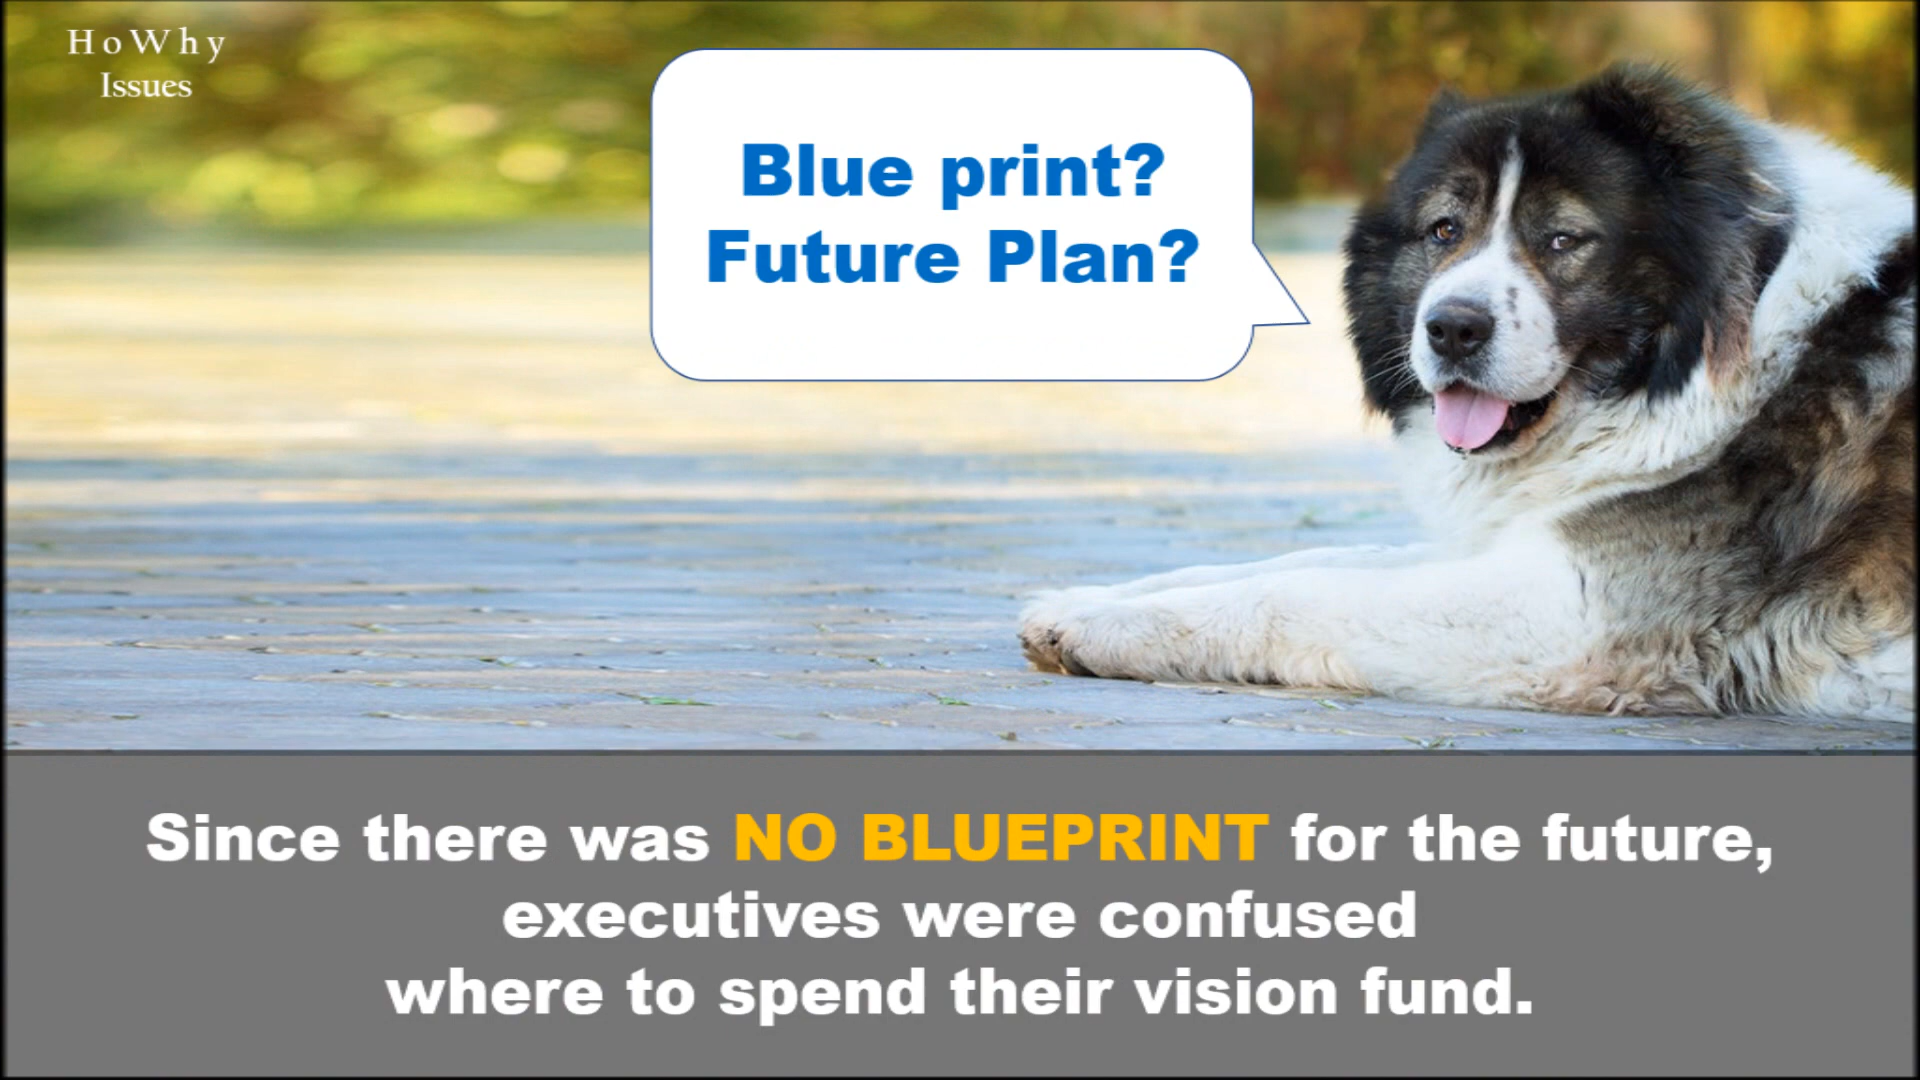 HoWhy
Issues
Blue print?
Future Plan?
Since there was NO BLUEPRINT for the future,
executives were confused
where to spend their vision fund.